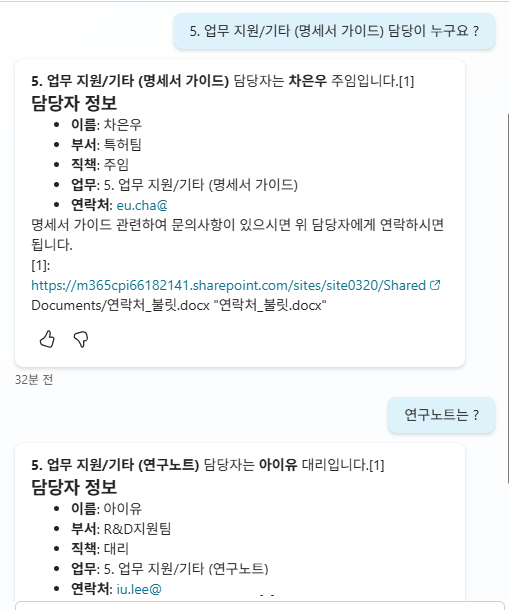 5. 업무 지원/기타 (명세서 가이드) 담당이 누구요 ?
5. 업무 지원/기타 (명세서 가이드) 담당자는 차은우 주임입니다.[1]
담당자 정보
• 이름: 차은우
• 부서: 특허팀
• 직책: 주임
• 업무: 5. 업무 지원/기타 (명세서 가이드)
• 연락처: eu.cha@
명세서 가이드 관련하여 문의사항이 있으시면 위 담당자에게 연락하시면
됩니다.
[1]:
https://m365cpi66182141.sharepoint.com/sites/site0320/Shared
Documents/연락처_불릿.docx "연락처_불릿.docx"
32분 전
연구노트는 ?
5. 업무 지원/기타 (연구노트) 담당자는 아이유 대리입니다.[1]
담당자 정보
• 이름: 아이유
• 부서: R&D지원팀
• 직책: 대리
• 업무: 5. 업무 지원/기타 (연구노트)
• 연락처: iu.lee@